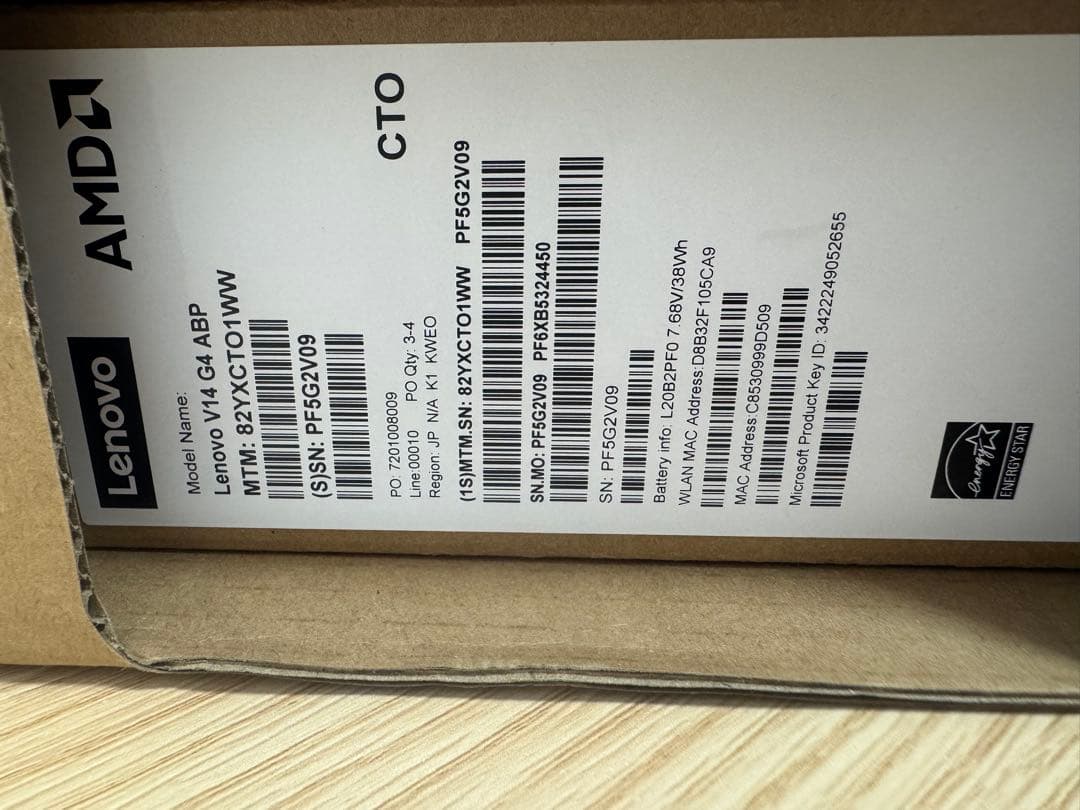 Lenovo
AMD
Model Name:
Lenovo V14 G4 ABP
MTM: 82YXCTO1WW
(S)SN: PF5G2V09
CTO
PO: 7201008009
Line:000010 PO Qty: 3-4
Region: JP N/A K1 KWEO
(1S)MTM.SN: 82YXCTO1WW PF5G2V09
SN.MO: PF5G2V09 PF6XB5324450
SN: PF5G2V09
Battery info: L20B2PF0 7.68V/38Wh
WLAN MAC Address:D8B32F105CA9
MAC Address:C8530999D509
Microsoft Product Key ID: 3422249052655
energy
ENERGY STAR